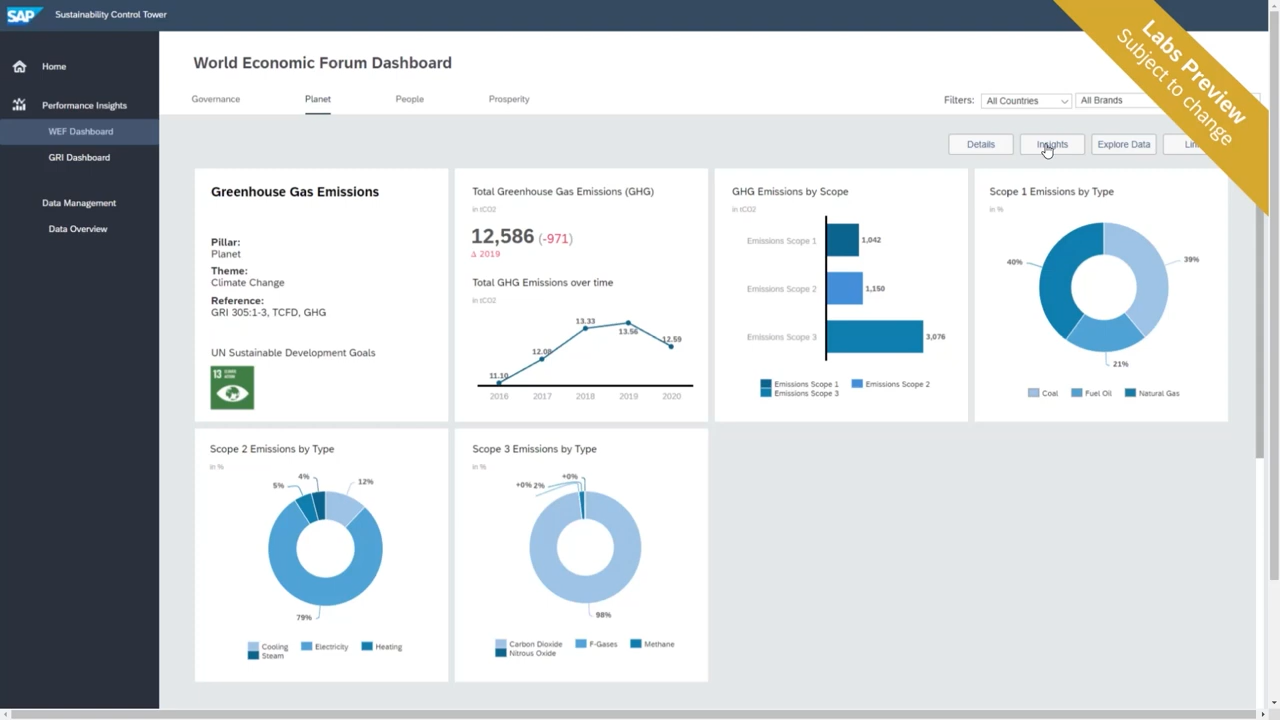 SAP
Sustainability Control Tower
Home
Performance Insights
WEF Dashboard
GRI Dashboard
Data Management
Data Overview
World Economic Forum Dashboard
Governance
Planet
People
Prosperity
Filters:
All Countries
All Brands
Labs Preview
Subject to change
Details
Insights
Explore Data
Greenhouse Gas Emissions
Pillar:
Planet
Theme:
Climate Change
Reference:
GRI 305:1-3, TCFD, GHG
UN Sustainable Development Goals
13 CLIMATE
ACTION
Total Greenhouse Gas Emissions (GHG)
in tCO2
12,586 (-971)
Δ 2019
Total GHG Emissions over time
in tCO2
11.10
12.08
13.33
13.56
12.59
2016
2017
2018
2019
2020
GHG Emissions by Scope
in tCO2
Emissions Scope 1
1,042
Emissions Scope 2
1,150
Emissions Scope 3
3,076
Emissions Scope 1
Emissions Scope 2
Emissions Scope 3
Scope 1 Emissions by Type
in %
40%
39%
21%
Coal
Fuel Oil
Natural Gas
Scope 2 Emissions by Type
in %
5%
4%
12%
79%
Cooling
Electricity
Heating
Steam
Scope 3 Emissions by Type
in %
+0%
2%
+0%
98%
Carbon Dioxide
F-Gases
Methane
Nitrous Oxide